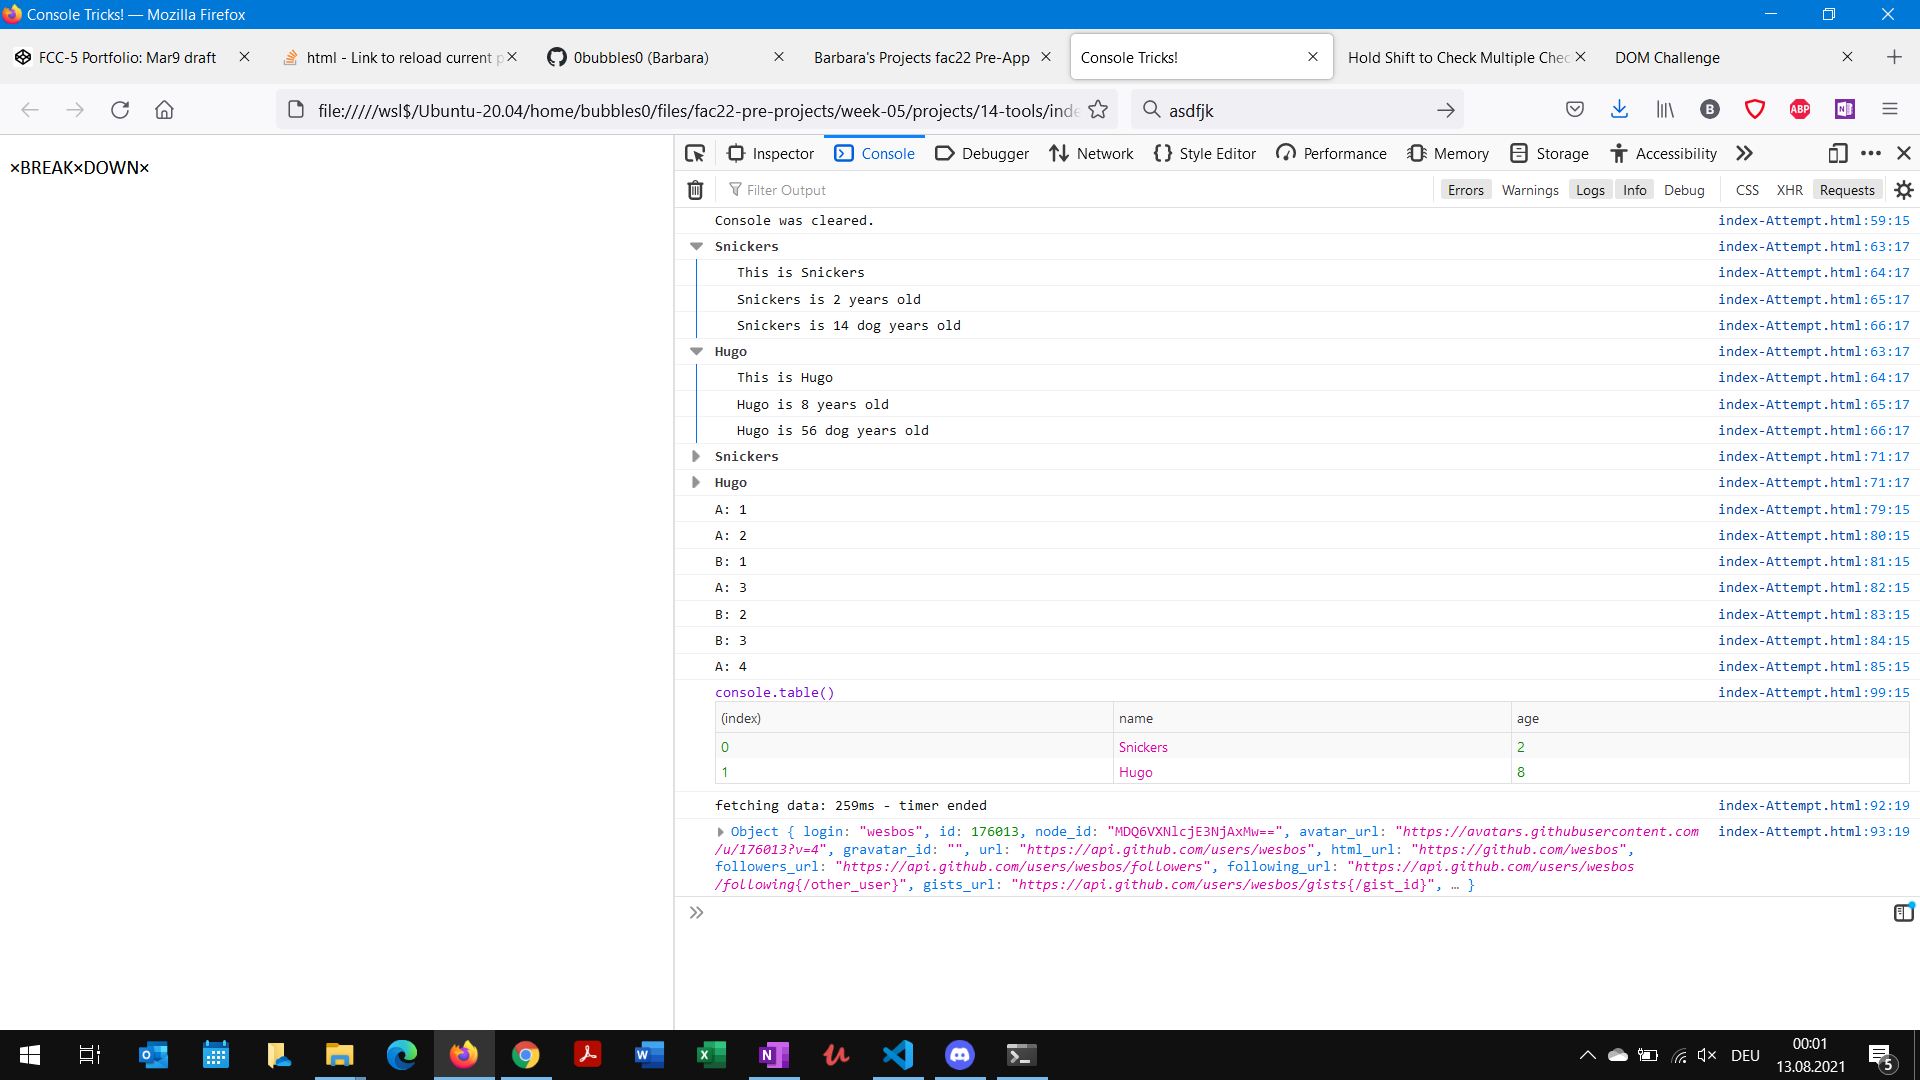 Console Tricks! — Mozilla Firefox
FCC-5 Portfolio: Mar9 draft
html - Link to reload current p
0bubbles0 (Barbara)
Barbara's Projects fac22 Pre-App
Console Tricks!
Hold Shift to Check Multiple Chec
DOM Challenge
file://///wsl$/Ubuntu-20.04/home/bubbles0/files/fac22-pre-projects/week-05/projects/14-tools/inde
asdfjk
B
ABP
N
×BREAK×DOWN×
Inspector
Console
Debugger
Network
Style Editor
Performance
Memory
Storage
Accessibility
Filter Output
Errors
Warnings
Logs
Info
Debug
CSS
XHR
Requests
Console was cleared. index-Attempt.html:59:15
Snickers index-Attempt.html:63:17
This is Snickers index-Attempt.html:64:17
Snickers is 2 years old index-Attempt.html:65:17
Snickers is 14 dog years old index-Attempt.html:66:17
Hugo index-Attempt.html:63:17
This is Hugo index-Attempt.html:64:17
Hugo is 8 years old index-Attempt.html:65:17
Hugo is 56 dog years old index-Attempt.html:66:17
Snickers index-Attempt.html:71:17
Hugo index-Attempt.html:71:17
A: 1 index-Attempt.html:79:15
A: 2 index-Attempt.html:80:15
B: 1 index-Attempt.html:81:15
A: 3 index-Attempt.html:82:15
B: 2 index-Attempt.html:83:15
B: 3 index-Attempt.html:84:15
A: 4 index-Attempt.html:85:15
console.table() index-Attempt.html:99:15
(index) name age
0 Snickers 2
1 Hugo 8
fetching data: 259ms - timer ended index-Attempt.html:92:19
Object { login: "wesbos", id: 176013, node_id: "MDQ6VXNlcjE3NjAxMw==", avatar_url: "https://avatars.githubusercontent.com index-Attempt.html:93:19
/u/176013?v=4", gravatar_id: "", url: "https://api.github.com/users/wesbos", html_url: "https://github.com/wesbos",
followers_url: "https://api.github.com/users/wesbos/followers", following_url: "https://api.github.com/users/wesbos
/following{/other_user}", gists_url: "https://api.github.com/users/wesbos/gists{/gist_id}", … }
DEU
00:01
13.08.2021
5